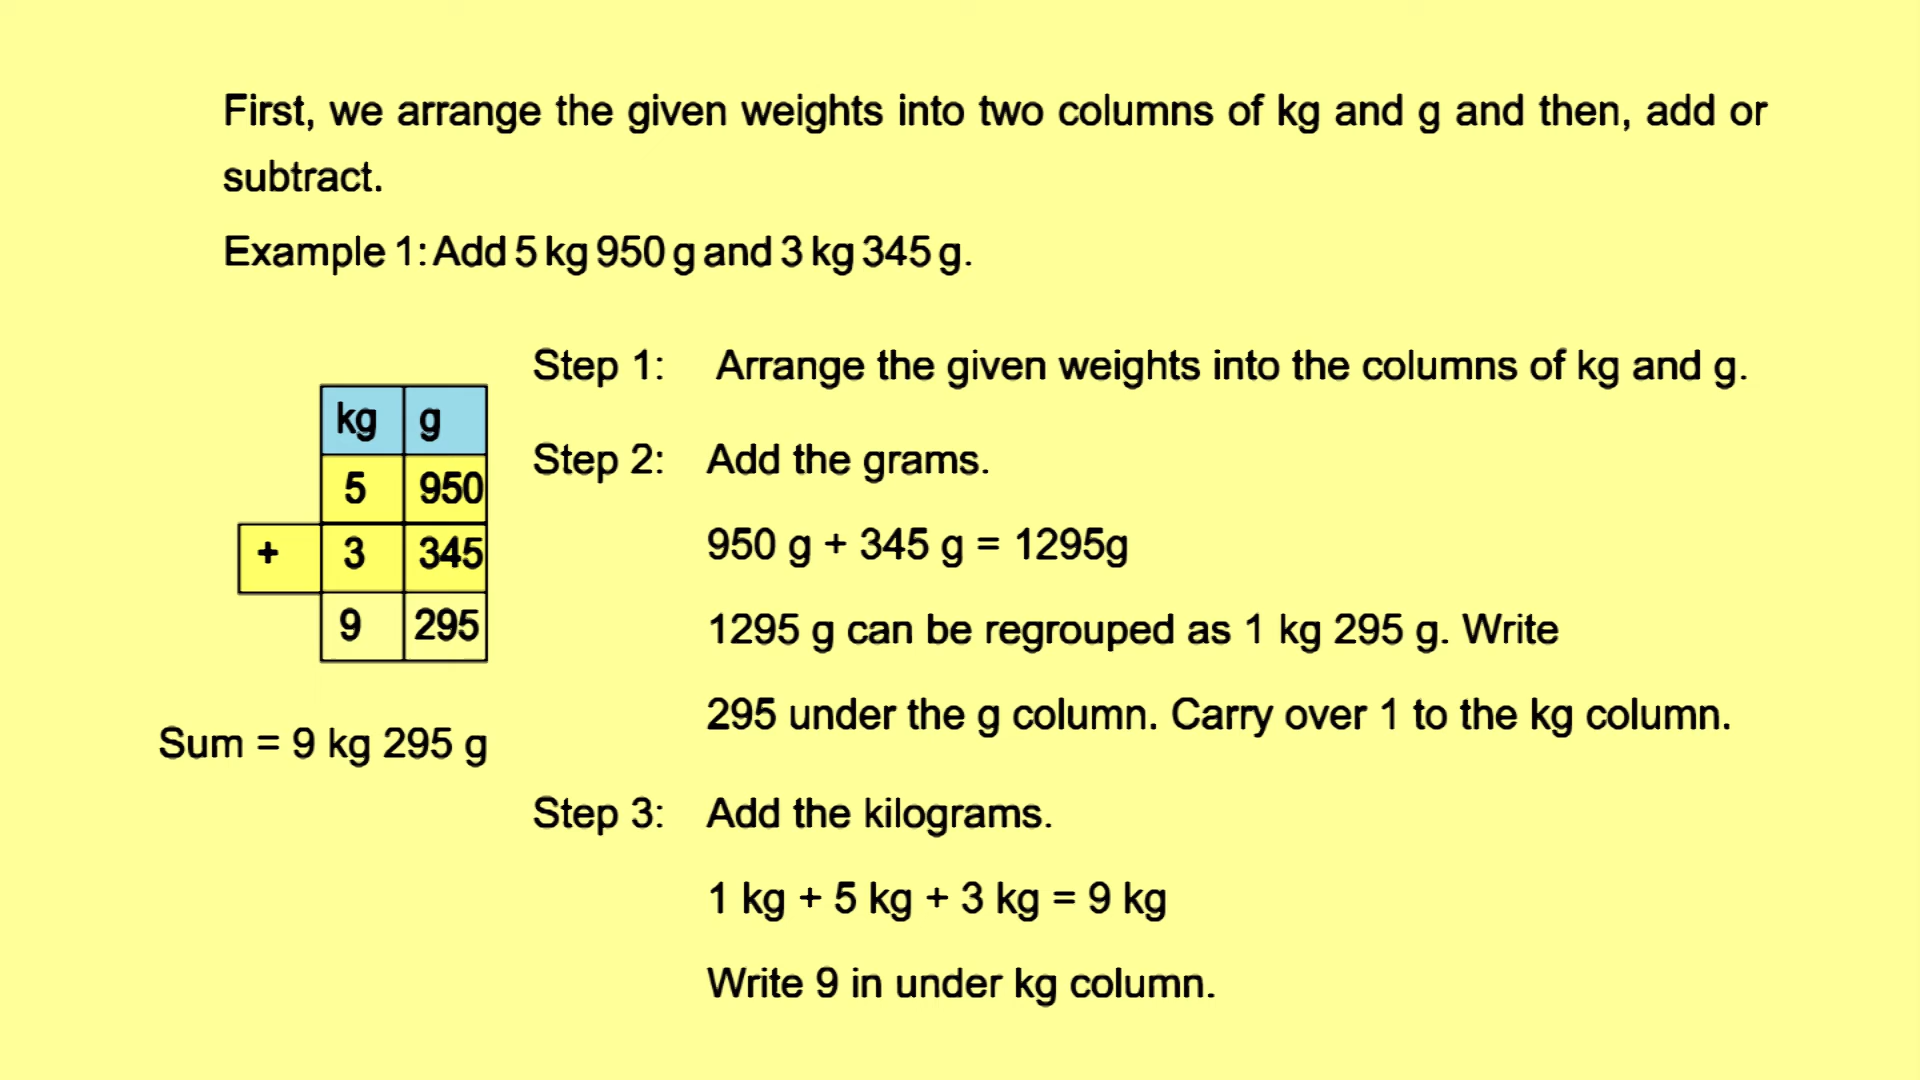 First, we arrange the given weights into two columns of kg and g and then, add or
subtract.
Example 1: Add 5 kg 950 g and 3 kg 345 g.
kg g
5 950
+ 3 345
9 295
Sum = 9 kg 295 g
Step 1: Arrange the given weights into the columns of kg and g.
Step 2: Add the grams.
950 g + 345 g = 1295g
1295 g can be regrouped as 1 kg 295 g. Write
295 under the g column. Carry over 1 to the kg column.
Step 3: Add the kilograms.
1 kg + 5 kg + 3 kg = 9 kg
Write 9 in under kg column.